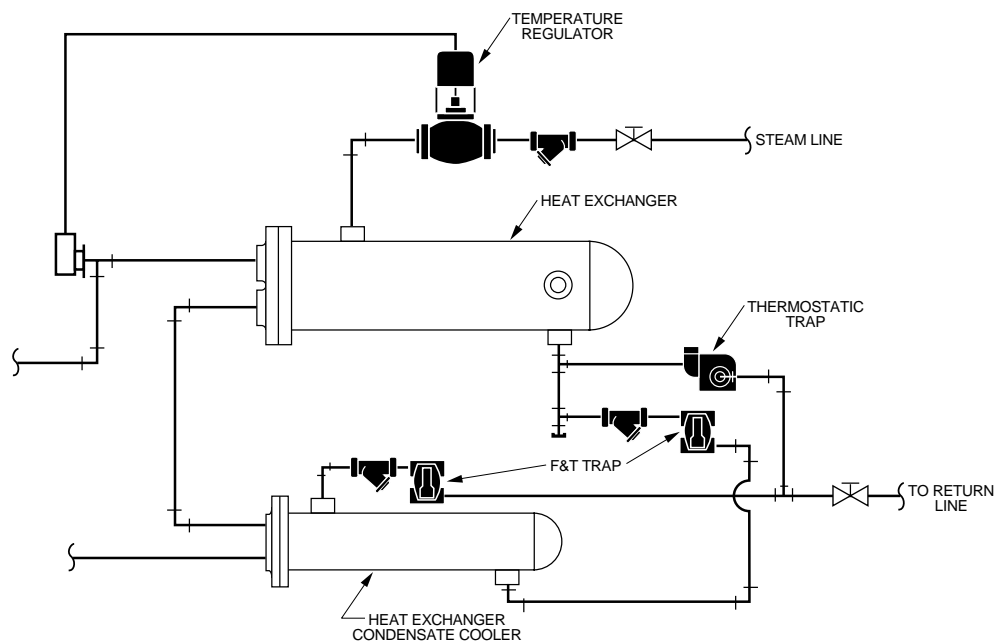 TEMPERATURE
REGULATOR
STEAM LINE
HEAT EXCHANGER
THERMOSTATIC
TRAP
F&T TRAP
TO RETURN
LINE
HEAT EXCHANGER
CONDENSATE COOLER